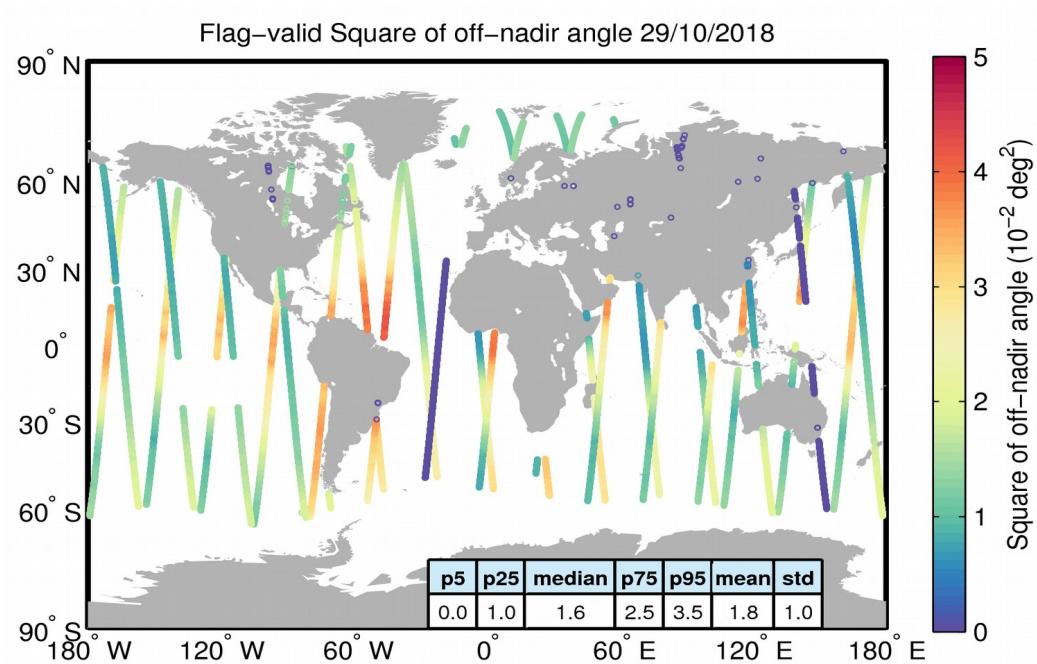 Flag−valid Square of off−nadir angle 29/10/2018
90° N
60° N
30° N
0°
30° S
60° S
90° S
180° W 120° W 60° W 0° 60° E 120° E 180° E
p5 p25 median p75 p95 mean std
0.0 1.0 1.6 2.5 3.5 1.8 1.0
5
4
3
2
1
0
Square of off−nadir angle (10⁻² deg²)